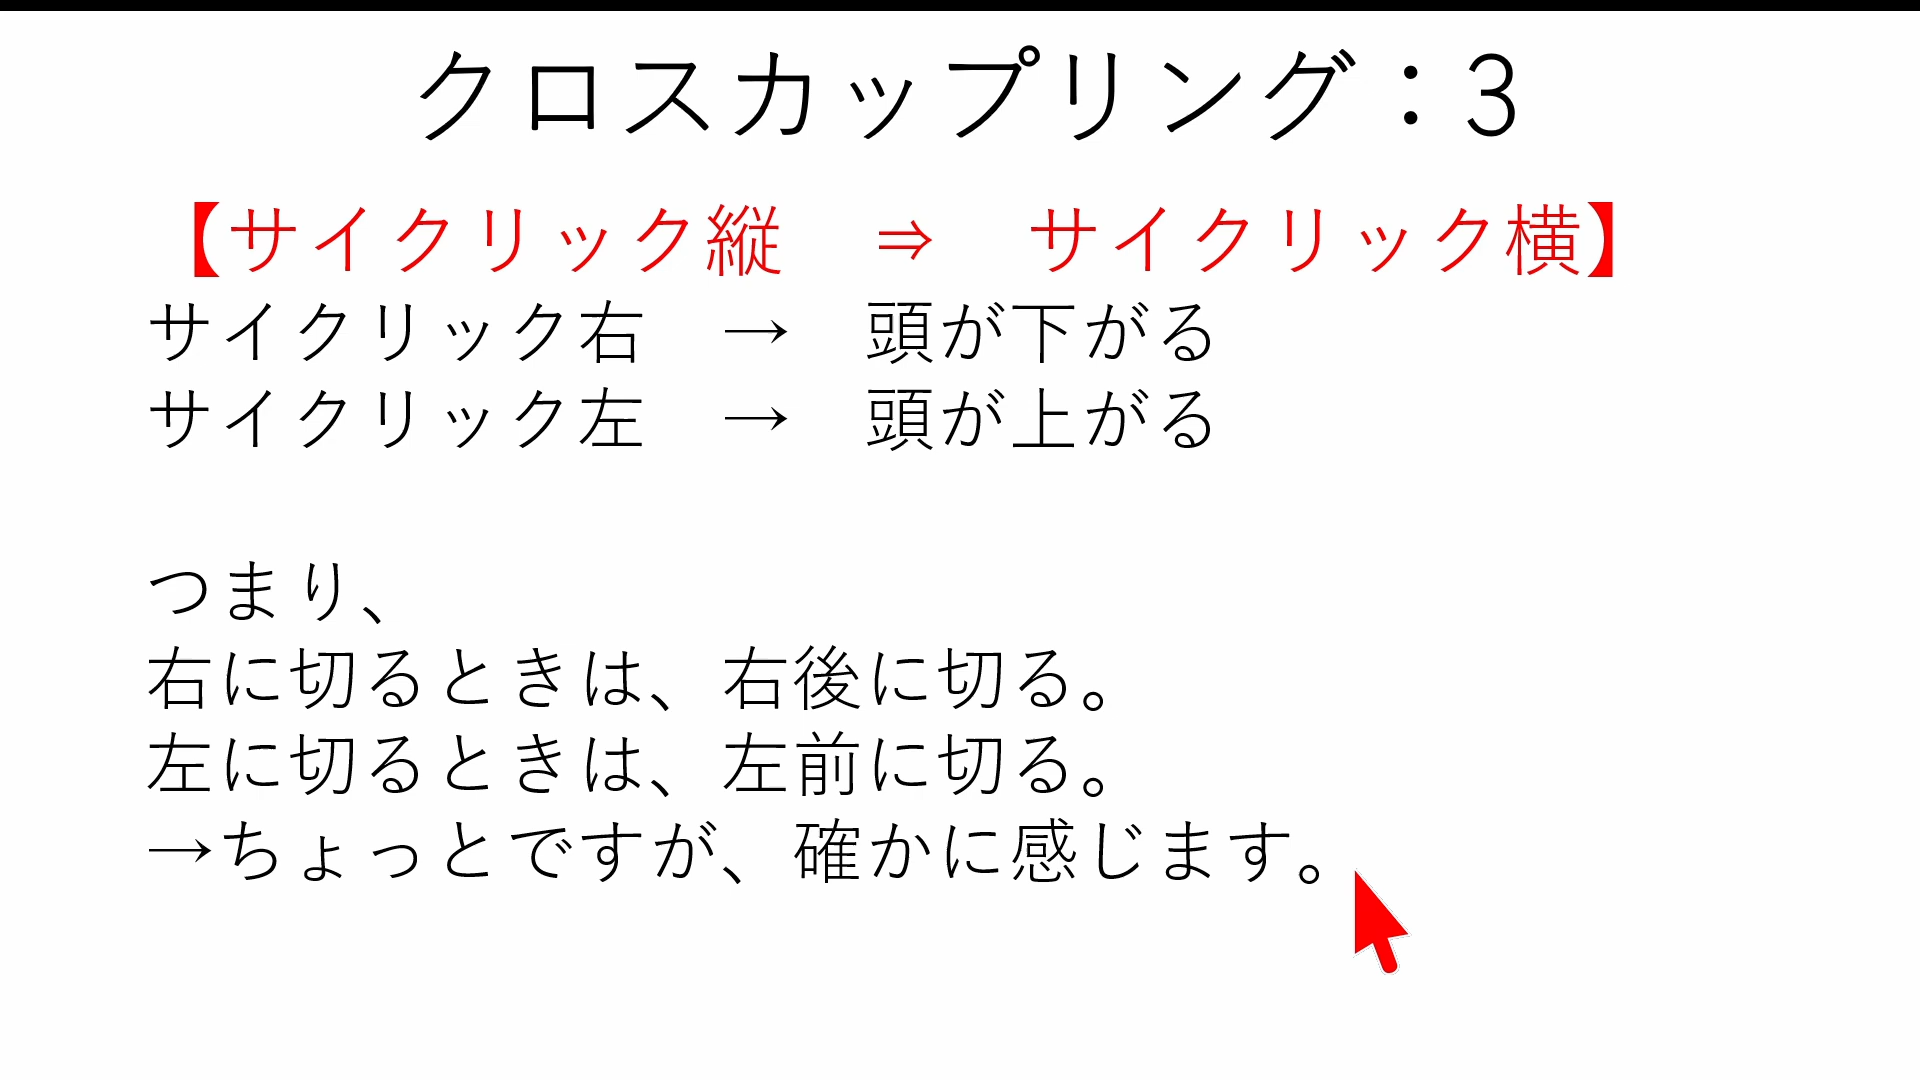 クロスカップリング：3
【サイクリック縦　⇒　サイクリック横】
サイクリック右　→　頭が下がる
サイクリック左　→　頭が上がる
つまり、
右に切るときは、右後に切る。
左に切るときは、左前に切る。
→ちょっとですが、確かに感じます。